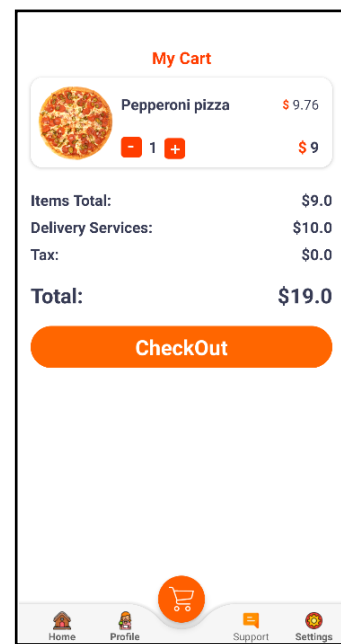 My Cart
Pepperoni pizza $ 9.76
- 1 + $ 9
Items Total: $9.0
Delivery Services: $10.0
Tax: $0.0
Total: $19.0
CheckOut
Home Profile Support Settings